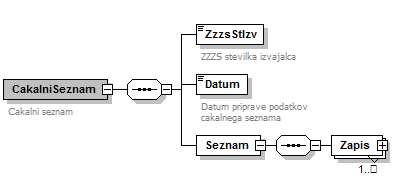 ZzzsStIzv
ZZZS stevilka izvajalca
CakalniSeznam
Cakalni seznam
Datum
Datum priprave podatkov
cakalnega seznama
Seznam
Zapis
1..